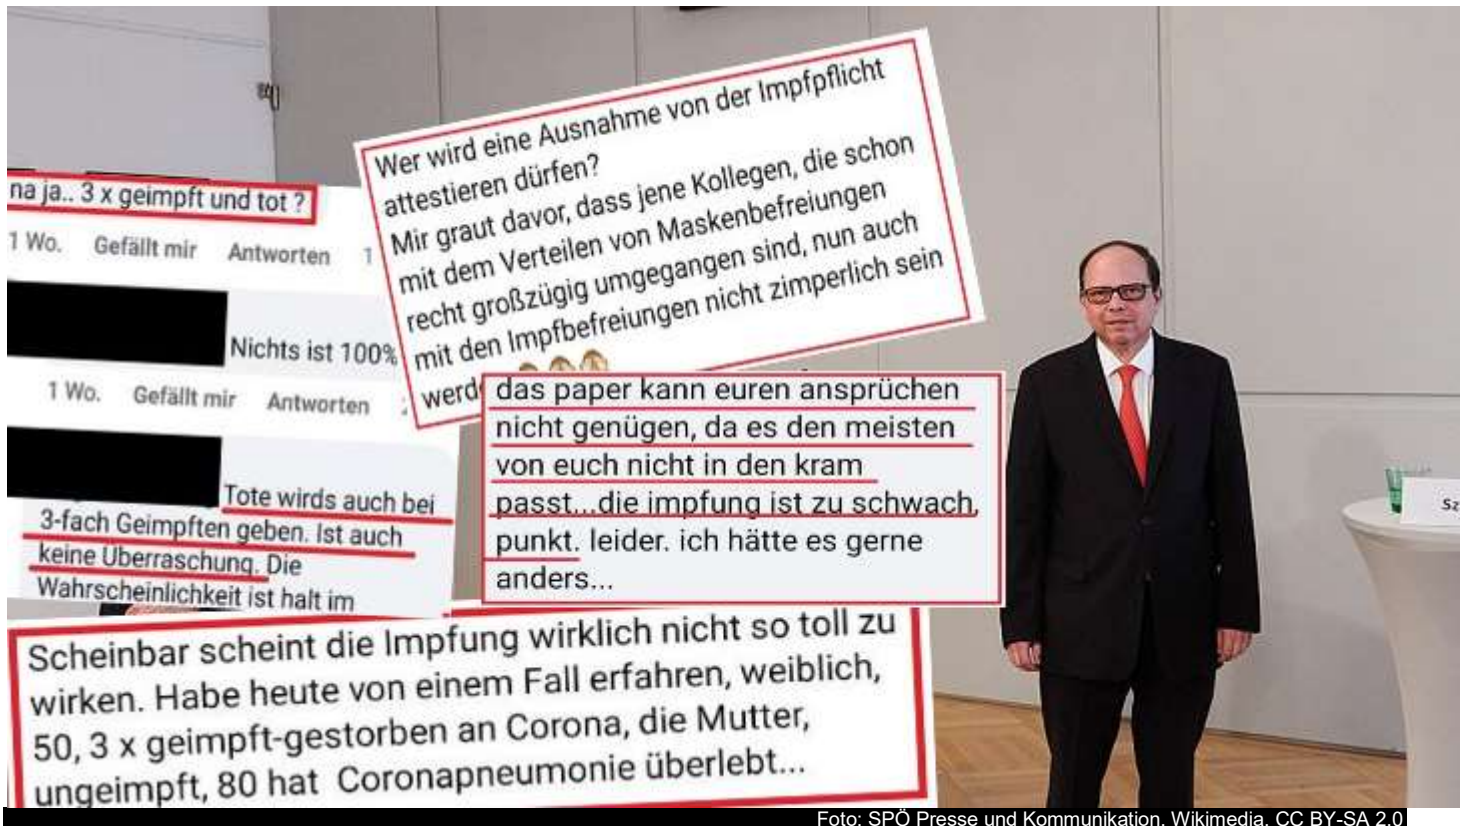 na ja.. 3 x geimpft und tot ?
1 Wo. Gefällt mir Antworten 1
Nichts ist 100%
1 Wo. Gefällt mir Antworten
Tote wirds auch bei
3-fach Geimpften geben. Ist auch
keine Überraschung. Die
Wahrscheinlichkeit ist halt im
Wer wird eine Ausnahme von der Impfpflicht
attestieren dürfen?
Mir graut davor, dass jene Kollegen, die schon
mit dem Verteilen von Maskenbefreiungen
recht großzügig umgegangen sind, nun auch
mit den Impfbefreiungen nicht zimperlich sein
werd
das paper kann euren ansprüchen
nicht genügen, da es den meisten
von euch nicht in den kram
passt...die impfung ist zu schwach,
punkt. leider. ich hätte es gerne
anders...
Scheinbar scheint die Impfung wirklich nicht so toll zu
wirken. Habe heute von einem Fall erfahren, weiblich,
50, 3 x geimpft-gestorben an Corona, die Mutter,
ungeimpft, 80 hat Coronapneumonie überlebt...
Sz
Foto: SPÖ Presse und Kommunikation, Wikimedia, CC BY-SA 2.0